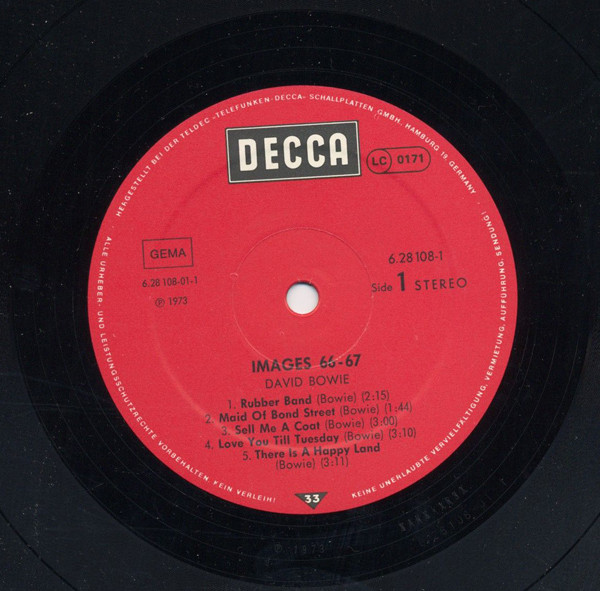 HERGESTELLT BEI DER TELDEC »TELEFUNKEN-DECCA« SCHALLPLATTEN GMBH, HAMBURG 19, GERMANY
DECCA
LC 0171
GEMA
6.28108-01-1
℗ 1973
6.28108-1
Side 1 STEREO
IMAGES 66-67
DAVID BOWIE
1. Rubber Band (Bowie) (2:15)
2. Maid Of Bond Street (Bowie) (1:44)
3. Sell Me A Coat (Bowie) (3:00)
4. Love You Till Tuesday (Bowie) (3:10)
5. There Is A Happy Land
(Bowie) (3:11)
33
ALLE URHEBER- UND LEISTUNGSSCHUTZRECHTE VORBEHALTEN. KEIN VERLEIH!
KEINE UNERLAUBTE VERVIELFÄLTIGUNG, AUFFÜHRUNG, SENDUNG!